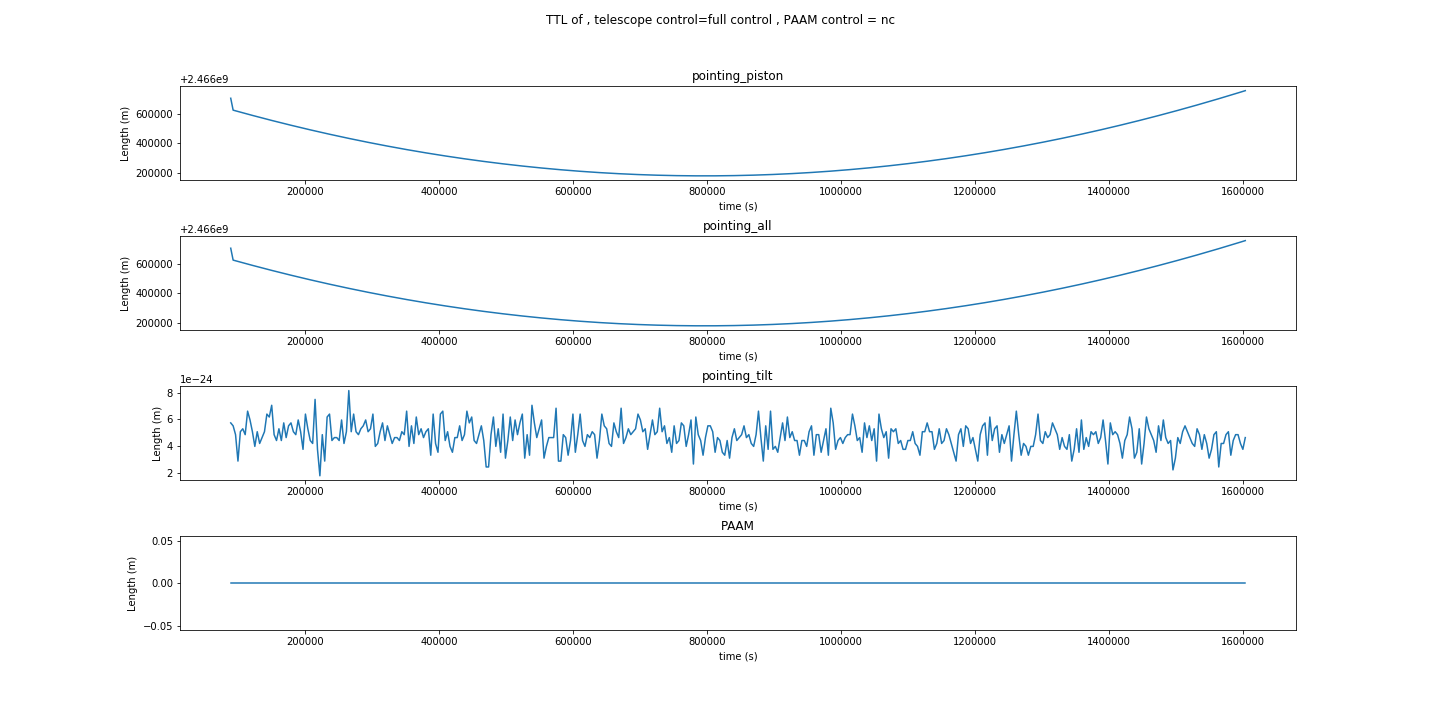 TTL of , telescope control=full control , PAAM control = nc
pointing_piston
+2.466e9
Length (m)
600000
400000
200000
200000 400000 600000 800000 1000000 1200000 1400000 1600000
time (s)
pointing_all
+2.466e9
Length (m)
600000
400000
200000
200000 400000 600000 800000 1000000 1200000 1400000 1600000
time (s)
pointing_tilt
1e−24
Length (m)
8
6
4
2
200000 400000 600000 800000 1000000 1200000 1400000 1600000
time (s)
PAAM
Length (m)
0.05
0.00
−0.05
200000 400000 600000 800000 1000000 1200000 1400000 1600000
time (s)